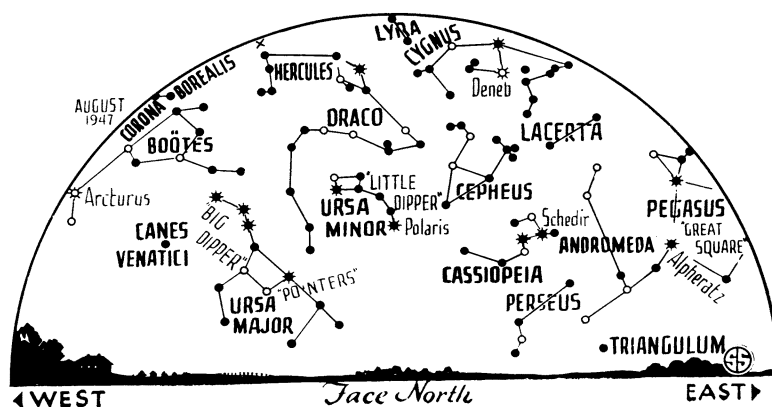 LYRA
CYGNUS
HERCULES
CORONA BOREALIS
AUGUST
1947
Deneb
DRACO
LACERTA
BOÖTES
"LITTLE
DIPPER"
CEPHEUS
Arcturus
URSA
MINOR
Polaris
Schedir
PEGASUS
"GREAT
SQUARE"
"BIG
DIPPER"
CANES
VENATICI
ANDROMEDA
Alpheratz
CASSIOPEIA
"POINTERS"
URSA
MAJOR
PERSEUS
TRIANGULUM
SS
WEST
Face North
EAST